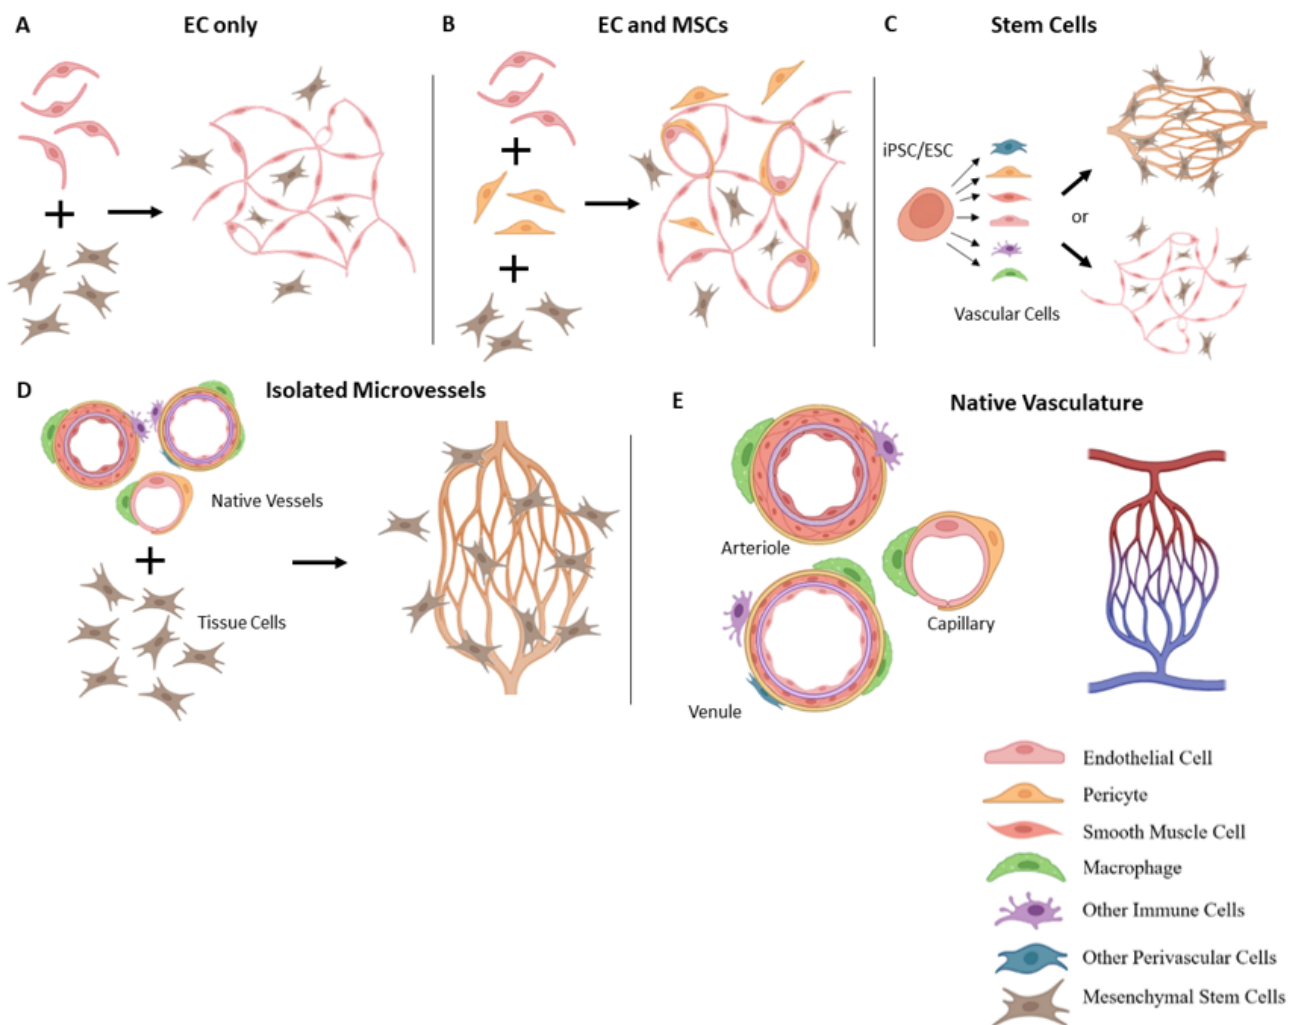 A
EC only
B
EC and MSCs
C
Stem Cells
+
+
+
iPSC/ESC
or
Vascular Cells
D
Isolated Microvessels
Native Vessels
+
Tissue Cells
E
Native Vasculature
Arteriole
Capillary
Venule
Endothelial Cell
Pericyte
Smooth Muscle Cell
Macrophage
Other Immune Cells
Other Perivascular Cells
Mesenchymal Stem Cells